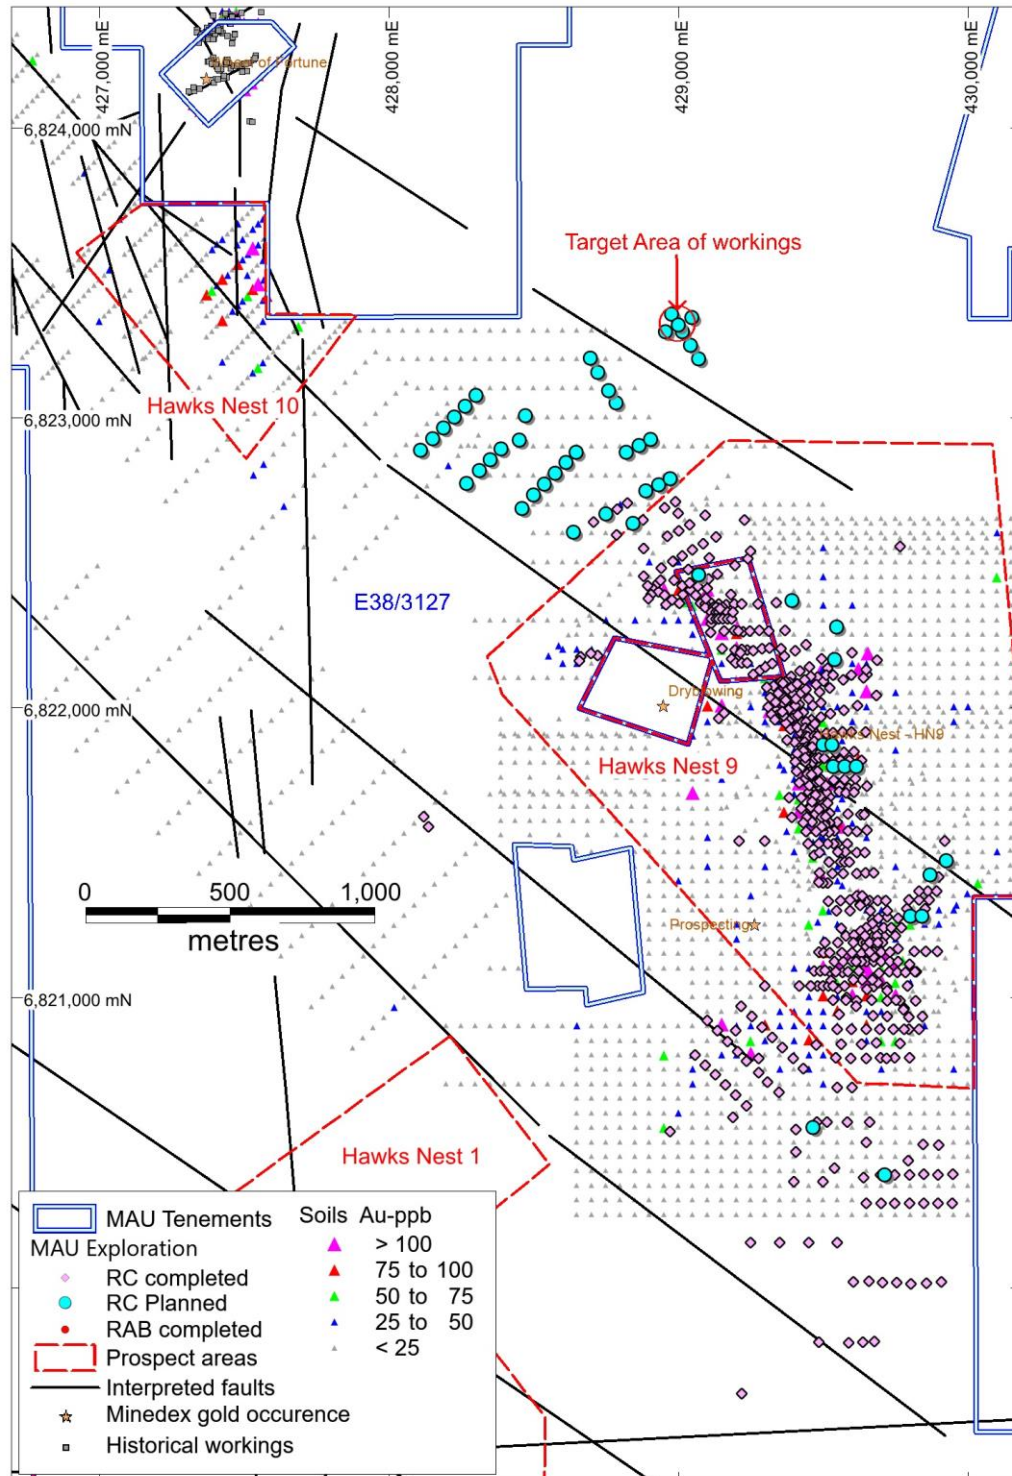 427,000 mE
428,000 mE
429,000 mE
430,000 mE
of Fortune
6,824,000 mN
Target Area of workings
6,823,000 mN
Hawks Nest 10
E38/3127
Dryblowing
6,822,000 mN
Nest - HN9
Hawks Nest 9
0 500 1,000
metres
Prospecting
6,821,000 mN
Hawks Nest 1
MAU Tenements
MAU Exploration
RC completed
RC Planned
RAB completed
Prospect areas
Interpreted faults
Minedex gold occurence
Historical workings
Soils Au-ppb
> 100
75 to 100
50 to 75
25 to 50
< 25